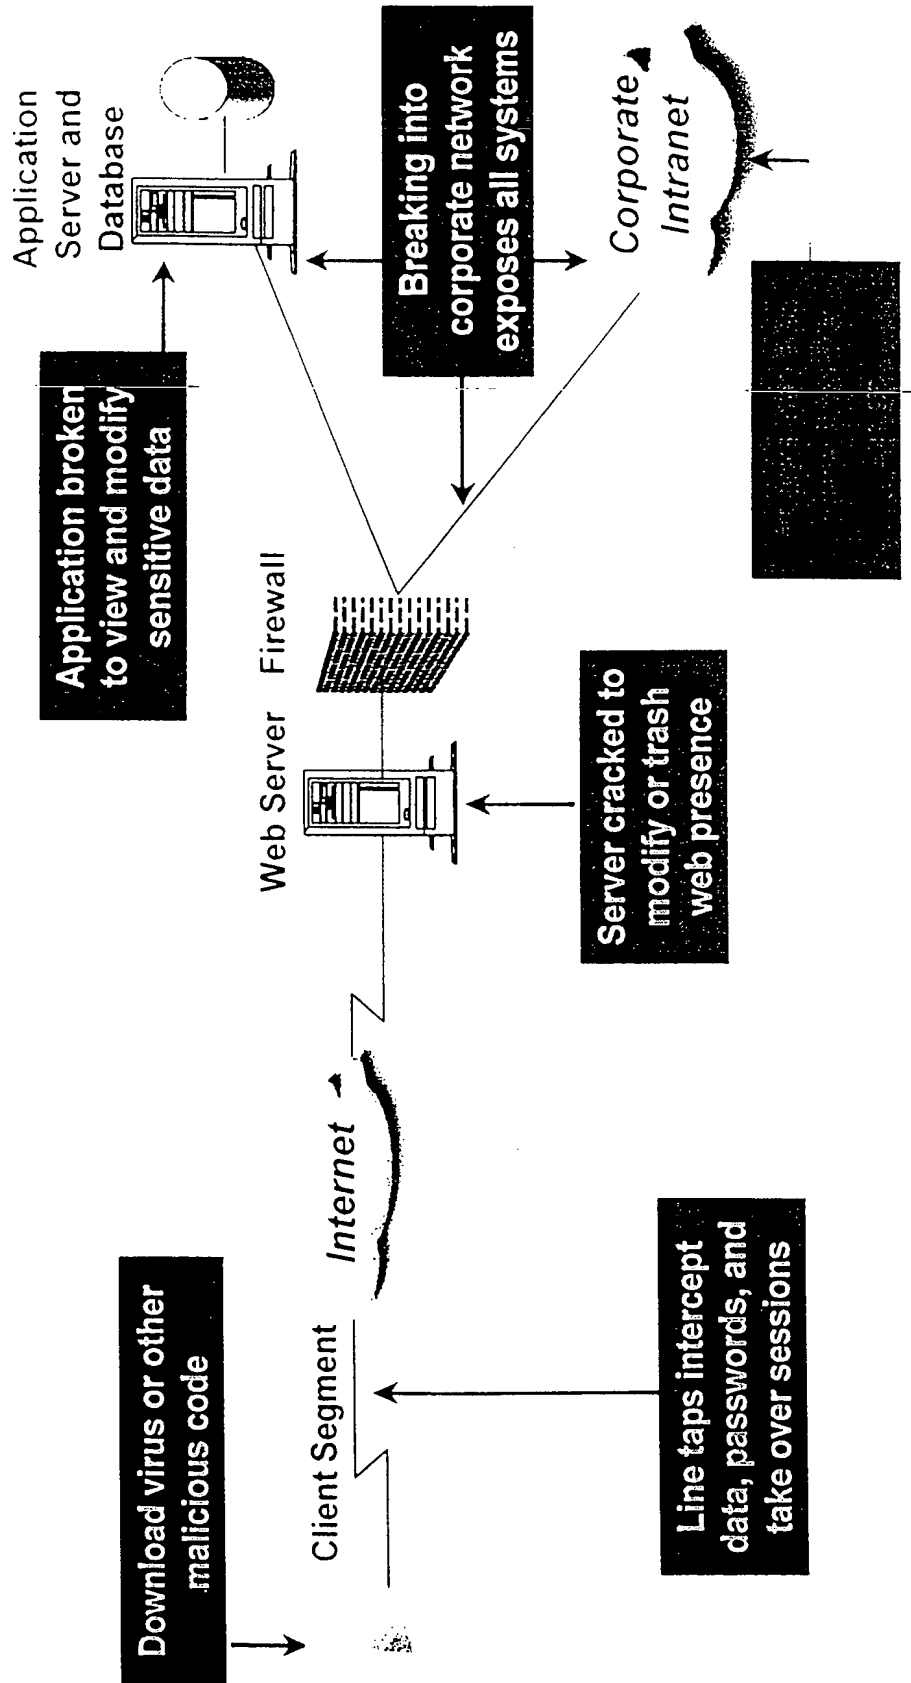 Download virus or other
malicious code
Client Segment
Line taps intercept
data, passwords, and
take over sessions
Internet
Web Server
Server cracked to
modify or trash
web presence
Firewall
Application broken
to view and modify
sensitive data
Application
Server and
Database
Breaking into
corporate network
exposes all systems
Corporate
Intranet